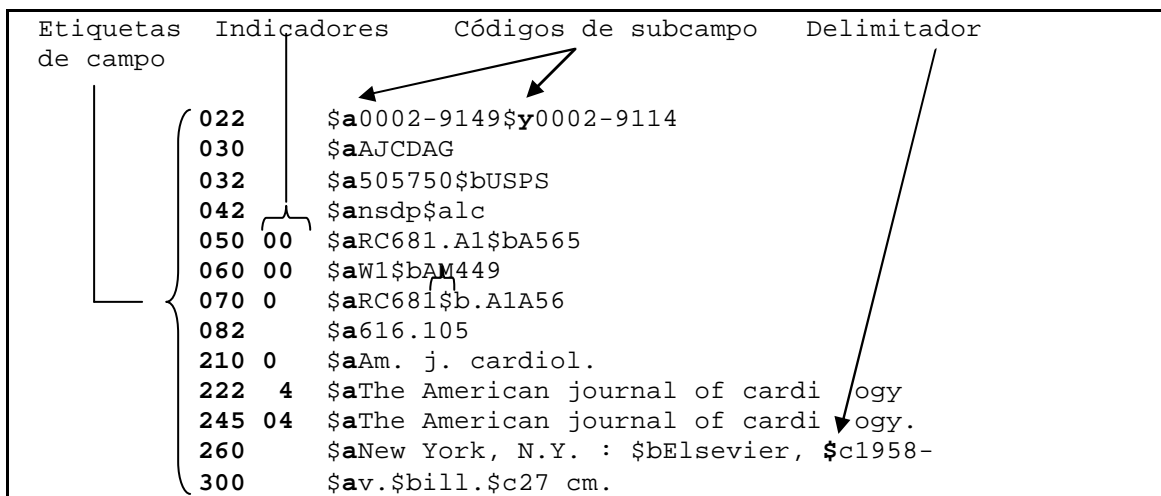 Etiquetas Indicadores Códigos de subcampo Delimitador
de campo
022 $a0002-9149$y0002-9114
030 $aAJCDAG
032 $a505750$bUSPS
042 $ansdp$alc
050 00 $aRC681.A1$bA565
060 00 $aW1$bAM449
070 0 $aRC681$b.A1A56
082 $a616.105
210 0 $aAm. j. cardiol.
222 4 $aThe American journal of cardi ogy
245 04 $aThe American journal of cardi ogy.
260 $aNew York, N.Y. : $bElsevier, $c1958-
300 $av.$bill.$c27 cm.